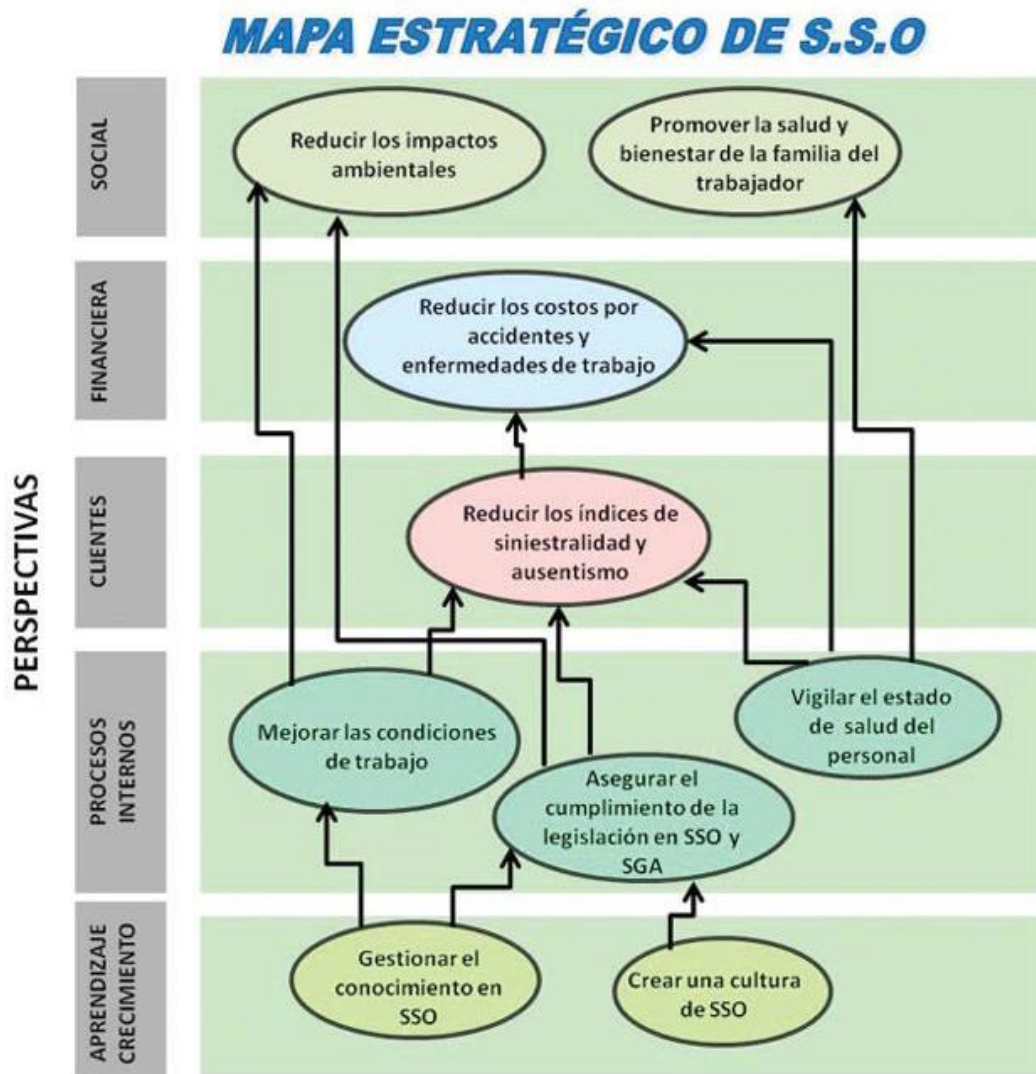 MAPA ESTRATÉGICO DE S.S.O
PERSPECTIVAS
SOCIAL
Reducir los impactos
ambientales
Promover la salud y
bienestar de la familia del
trabajador
FINANCIERA
Reducir los costos por
accidentes y
enfermedades de trabajo
CLIENTES
Reducir los índices de
siniestralidad y
ausentismo
PROCESOS
INTERNOS
Mejorar las condiciones
de trabajo
Asegurar el
cumplimiento de la
legislación en SSO y
SGA
Vigilar el estado
de salud del
personal
APRENDIZAJE
CRECIMIENTO
Gestionar el
conocimiento en
SSO
Crear una cultura
de SSO